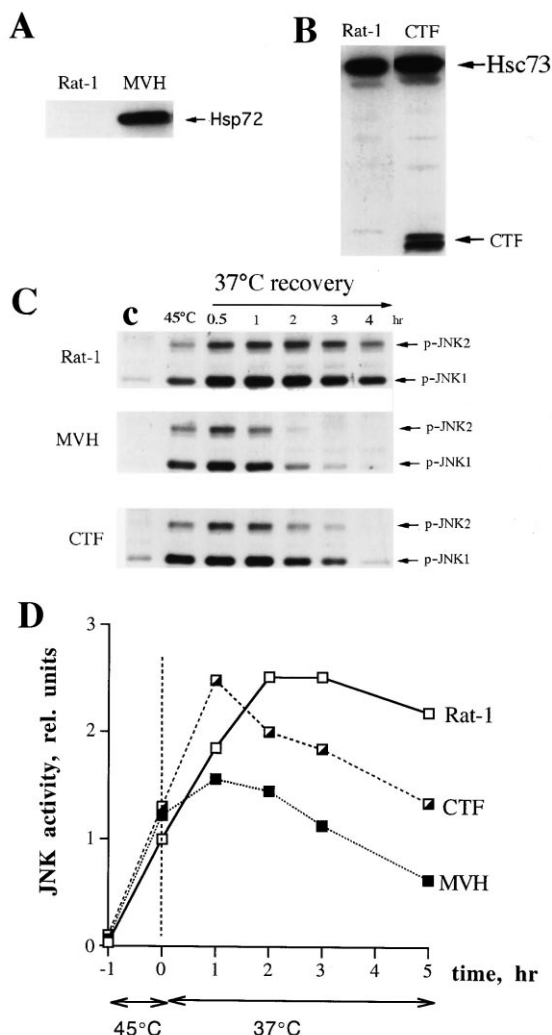 A
Rat-1 MVH
Hsp72
B
Rat-1 CTF
Hsc73
CTF
C
37°C recovery
c 45°C 0.5 1 2 3 4 hr
Rat-1
p-JNK2
p-JNK1
MVH
p-JNK2
p-JNK1
CTF
p-JNK2
p-JNK1
D
JNK activity, rel. units
3
2
1
0
Rat-1
CTF
MVH
-1 0 1 2 3 4 5 time, hr
45°C 37°C